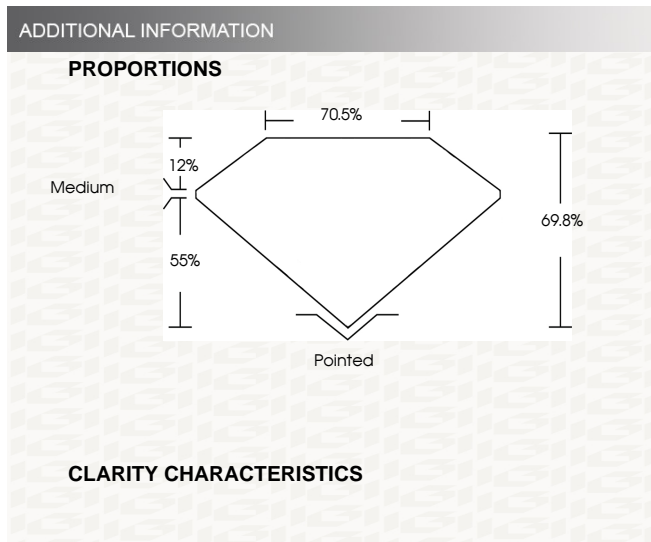 ADDITIONAL INFORMATION
PROPORTIONS
70.5%
12%
Medium
69.8%
55%
Pointed
CLARITY CHARACTERISTICS